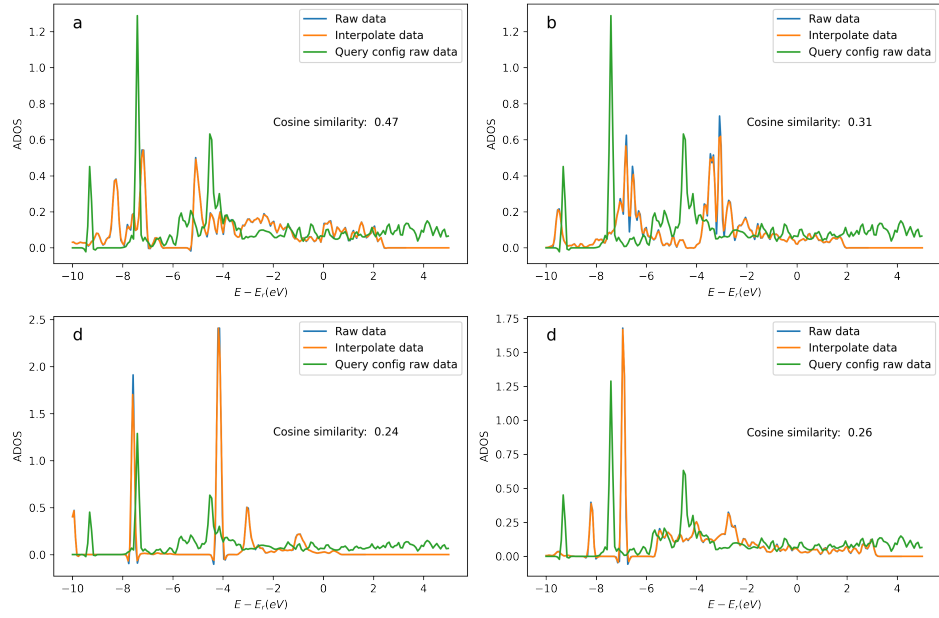 a
Raw data
Interpolate data
Query config raw data
Cosine similarity: 0.47
ADOS
1.2
1.0
0.8
0.6
0.4
0.2
0.0
−10 −8 −6 −4 −2 0 2 4
E − E_r(eV)
b
Raw data
Interpolate data
Query config raw data
Cosine similarity: 0.31
ADOS
1.2
1.0
0.8
0.6
0.4
0.2
0.0
−10 −8 −6 −4 −2 0 2 4
E − E_r(eV)
d
Raw data
Interpolate data
Query config raw data
Cosine similarity: 0.24
ADOS
2.5
2.0
1.5
1.0
0.5
0.0
−10 −8 −6 −4 −2 0 2 4
E − E_r(eV)
d
Raw data
Interpolate data
Query config raw data
Cosine similarity: 0.26
ADOS
1.75
1.50
1.25
1.00
0.75
0.50
0.25
0.00
−10 −8 −6 −4 −2 0 2 4
E − E_r(eV)